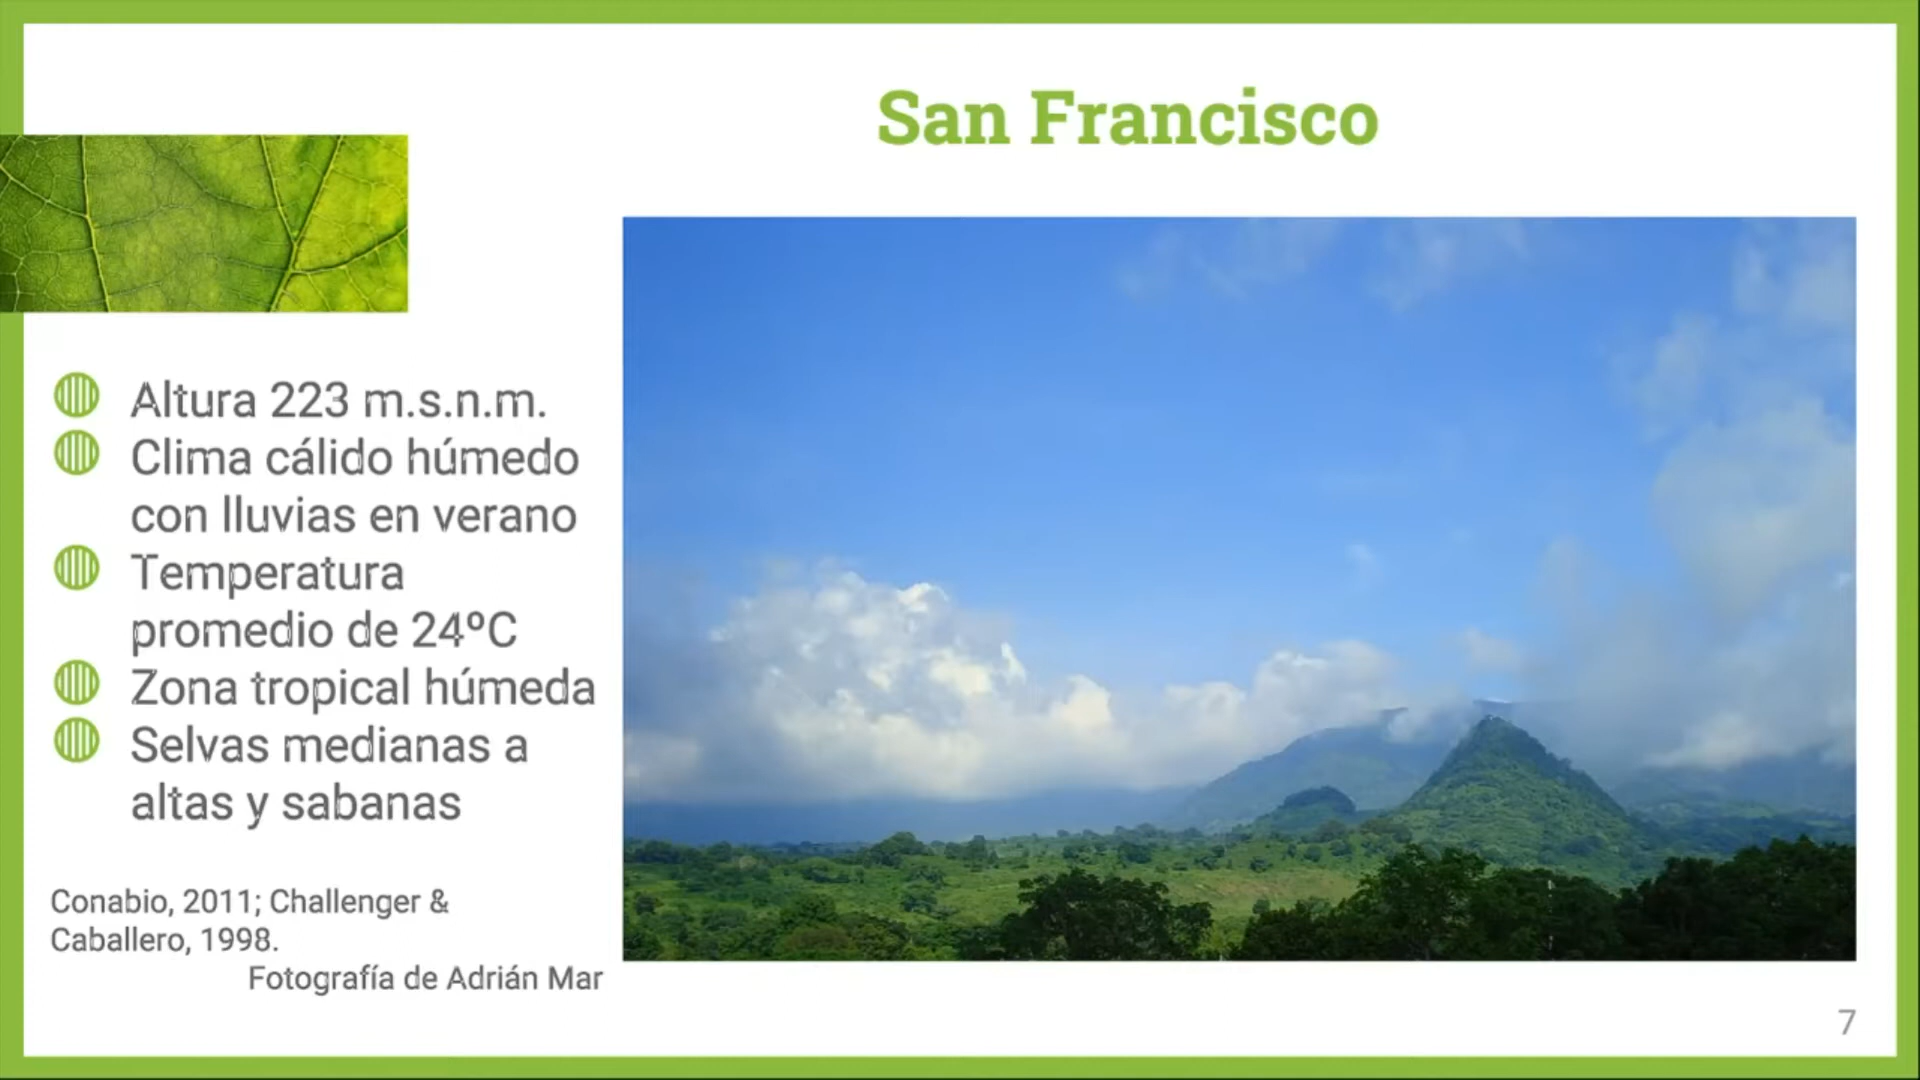 San Francisco
Altura 223 m.s.n.m.
Clima cálido húmedo
con lluvias en verano
Temperatura
promedio de 24ºC
Zona tropical húmeda
Selvas medianas a
altas y sabanas
Conabio, 2011; Challenger &
Caballero, 1998.
Fotografía de Adrián Mar
7